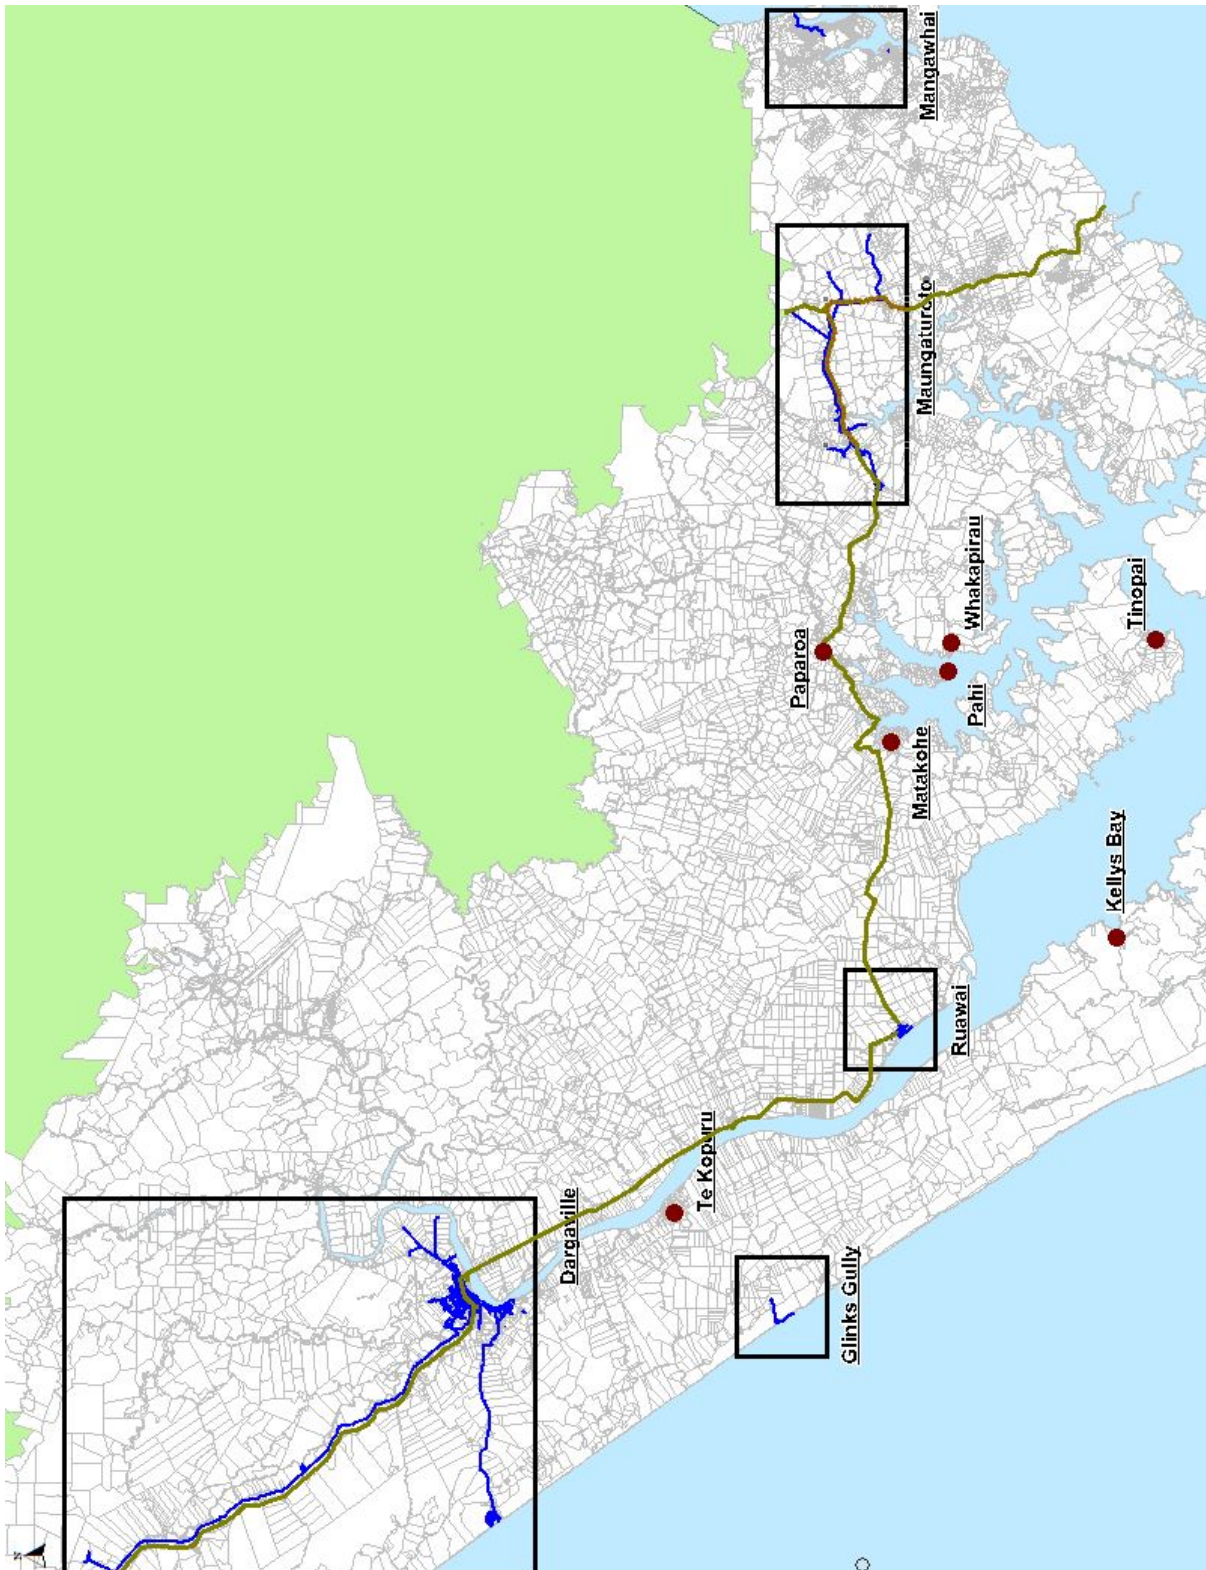 N
Dargaville
Te Kopuru
Paparoa
Glinks Gully
Matakohe
Maungaturoto
Mangawhai
Ruawai
Pahi
Whakapirau
Kellys Bay
Tinopai